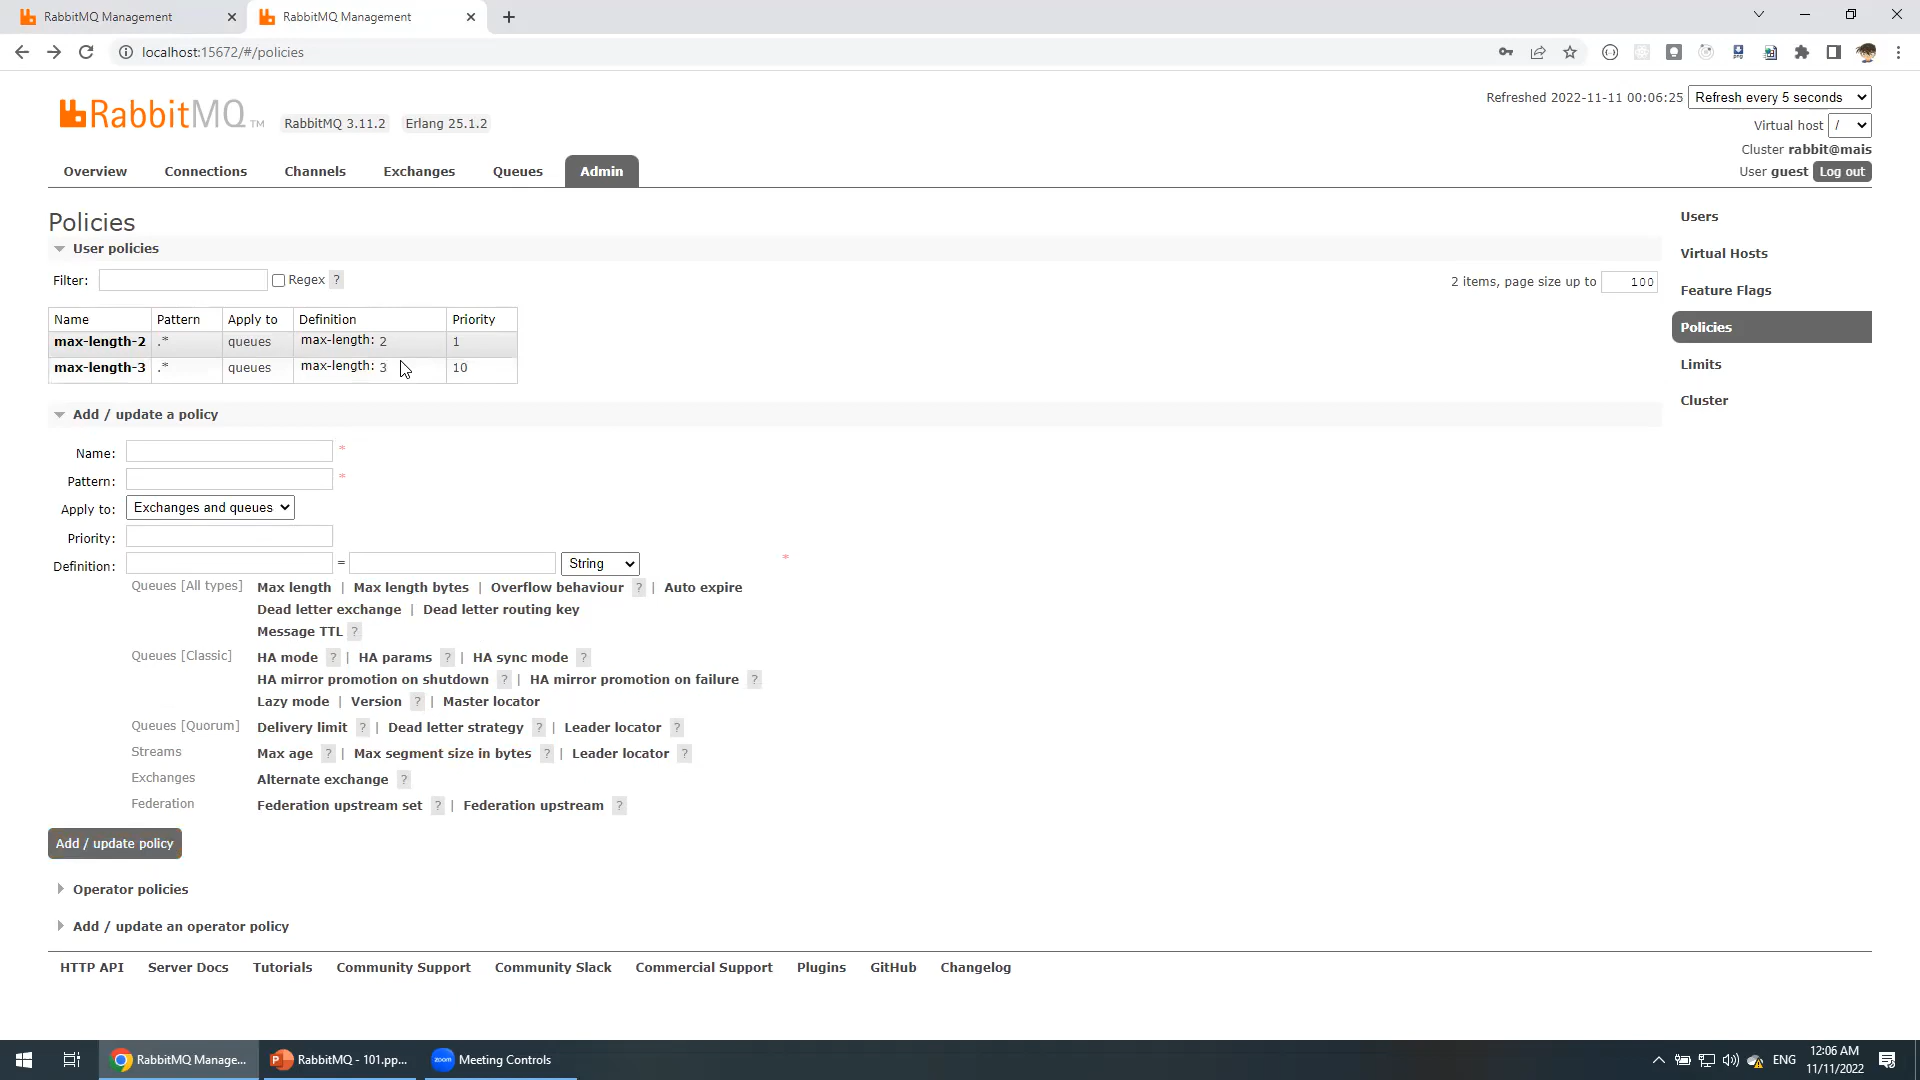 RabbitMQ Management
RabbitMQ Management
localhost:15672/#/policies
RabbitMQ TM
RabbitMQ 3.11.2
Erlang 25.1.2
Refreshed 2022-11-11 00:06:25
Refresh every 5 seconds
Virtual host /
Cluster rabbit@mais
User guest Log out
Overview Connections Channels Exchanges Queues Admin
Policies
User policies
Filter: Regex ?
2 items, page size up to 100
Name Pattern Apply to Definition Priority
max-length-2 .* queues max-length: 2 1
max-length-3 .* queues max-length: 3 10
Add / update a policy
Name: *
Pattern: *
Apply to: Exchanges and queues
Priority:
Definition: = String *
Queues [All types] Max length | Max length bytes | Overflow behaviour ? | Auto expire
Dead letter exchange | Dead letter routing key
Message TTL ?
Queues [Classic] HA mode ? | HA params ? | HA sync mode ?
HA mirror promotion on shutdown ? | HA mirror promotion on failure ?
Lazy mode | Version ? | Master locator
Queues [Quorum] Delivery limit ? | Dead letter strategy ? | Leader locator ?
Streams Max age ? | Max segment size in bytes ? | Leader locator ?
Exchanges Alternate exchange ?
Federation Federation upstream set ? | Federation upstream ?
Add / update policy
Operator policies
Add / update an operator policy
Users
Virtual Hosts
Feature Flags
Policies
Limits
Cluster
HTTP API Server Docs Tutorials Community Support Community Slack Commercial Support Plugins GitHub Changelog
RabbitMQ Manage...
RabbitMQ - 101.pp...
zoom Meeting Controls
ENG
12:06 AM
11/11/2022